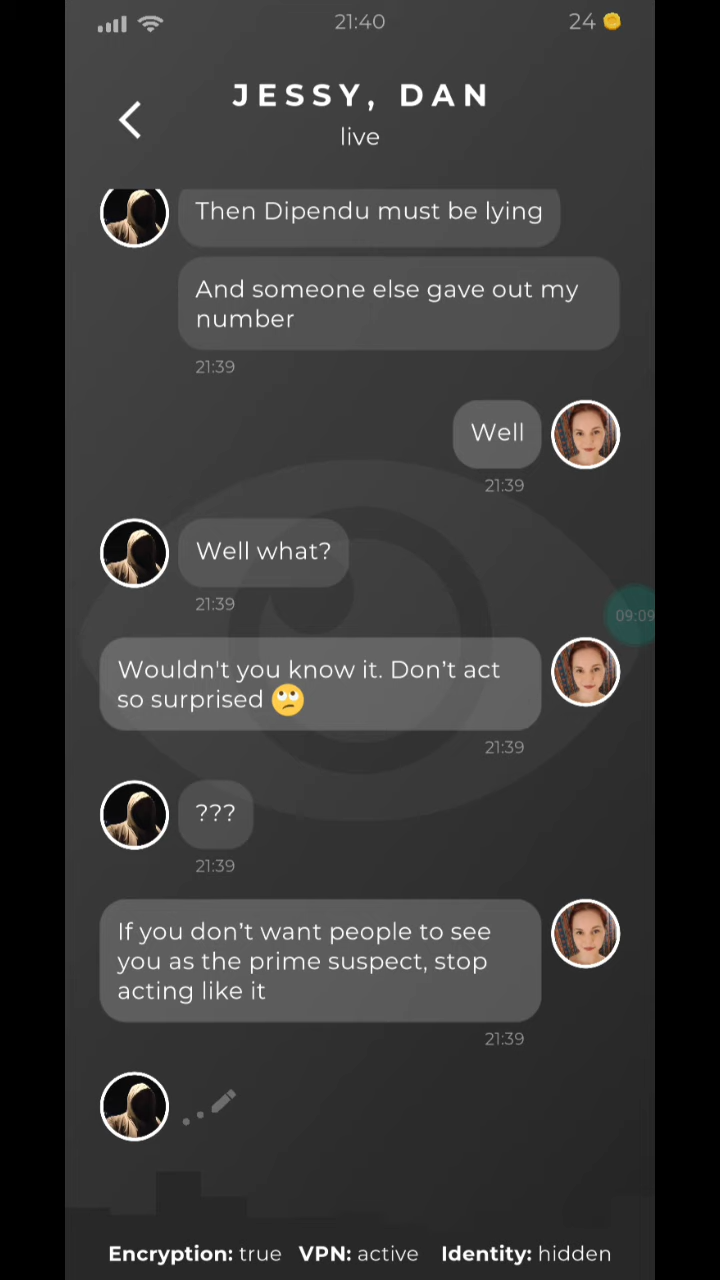 21:40
24
JESSY, DAN
live
Then Dipendu must be lying
And someone else gave out my
number
21:39
Well
21:39
Well what?
21:39
Wouldn't you know it. Don’t act
so surprised 🙄
21:39
09:09
???
21:39
If you don’t want people to see
you as the prime suspect, stop
acting like it
21:39
Encryption: true VPN: active Identity: hidden